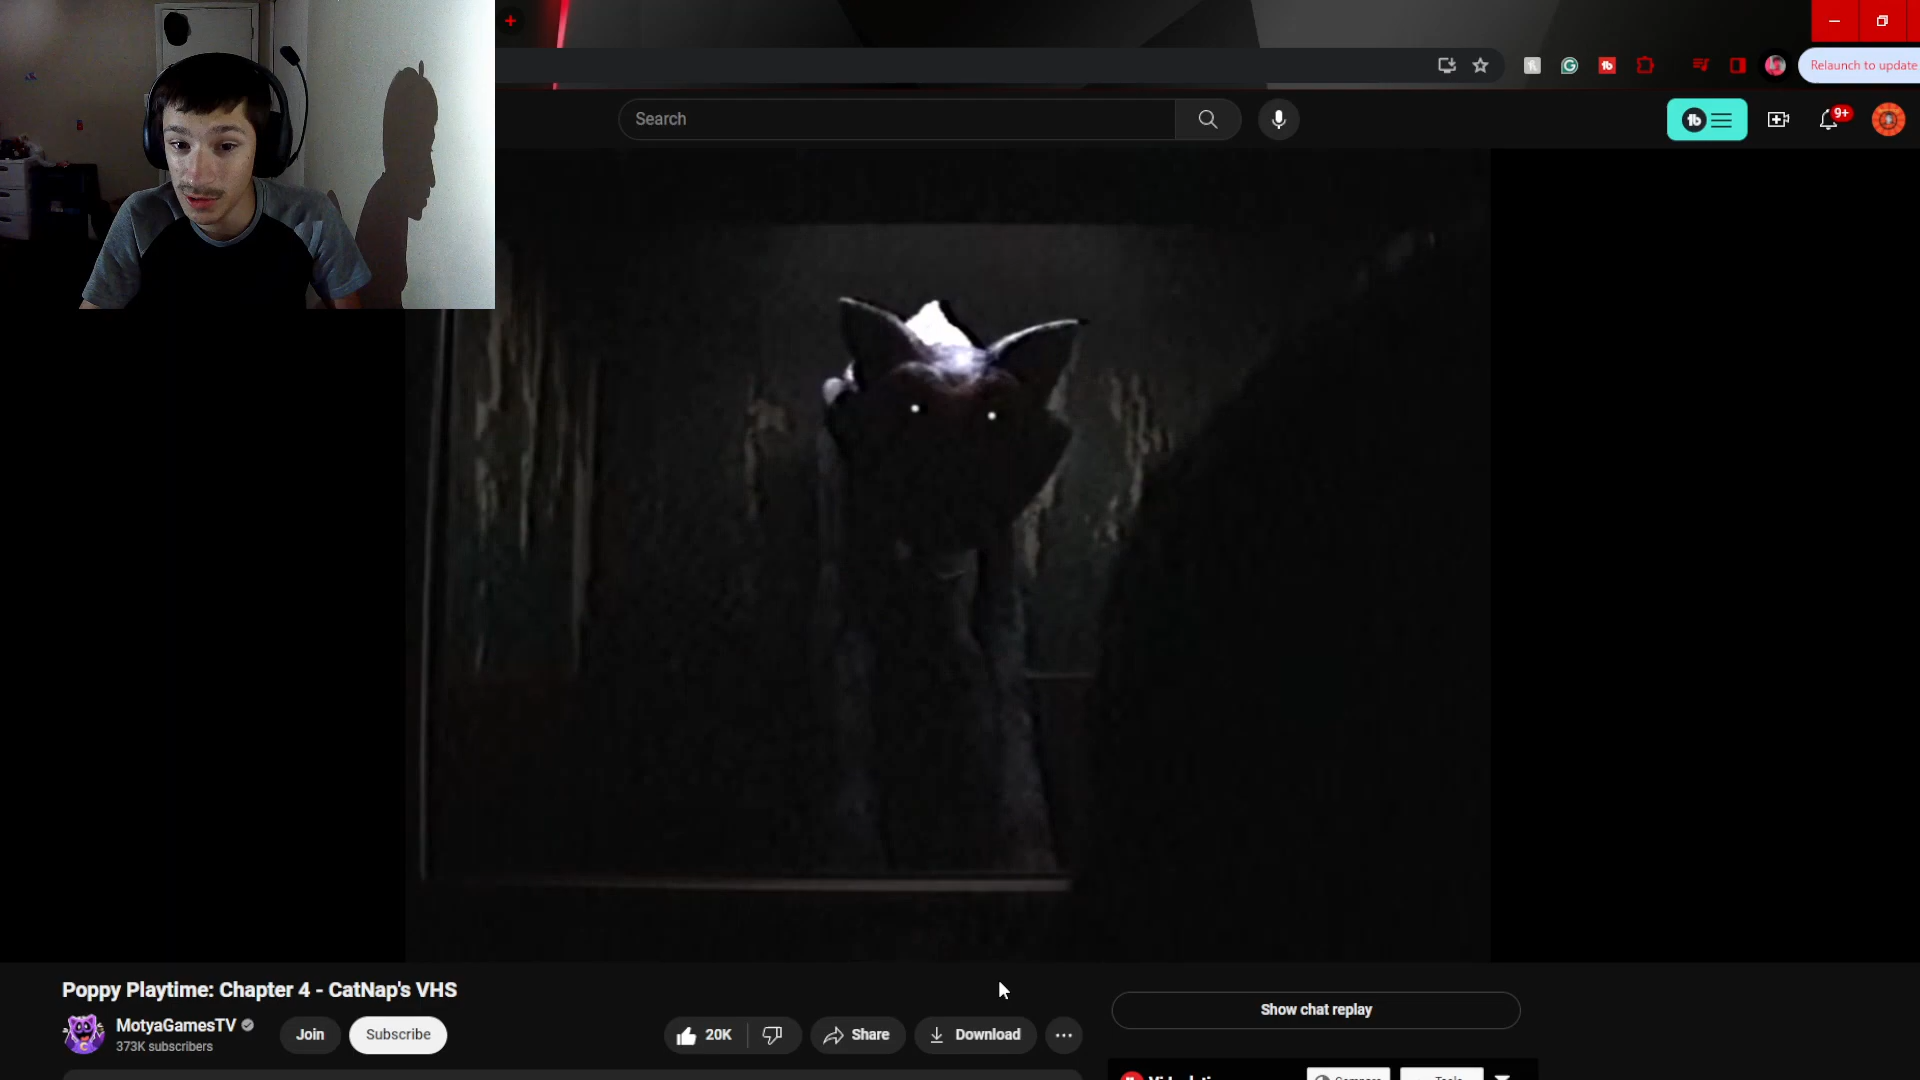 Relaunch to update
Search
9+
Poppy Playtime: Chapter 4 - CatNap's VHS
MotyaGamesTV
373K subscribers
Join
Subscribe
20K
Share
Download
Show chat replay